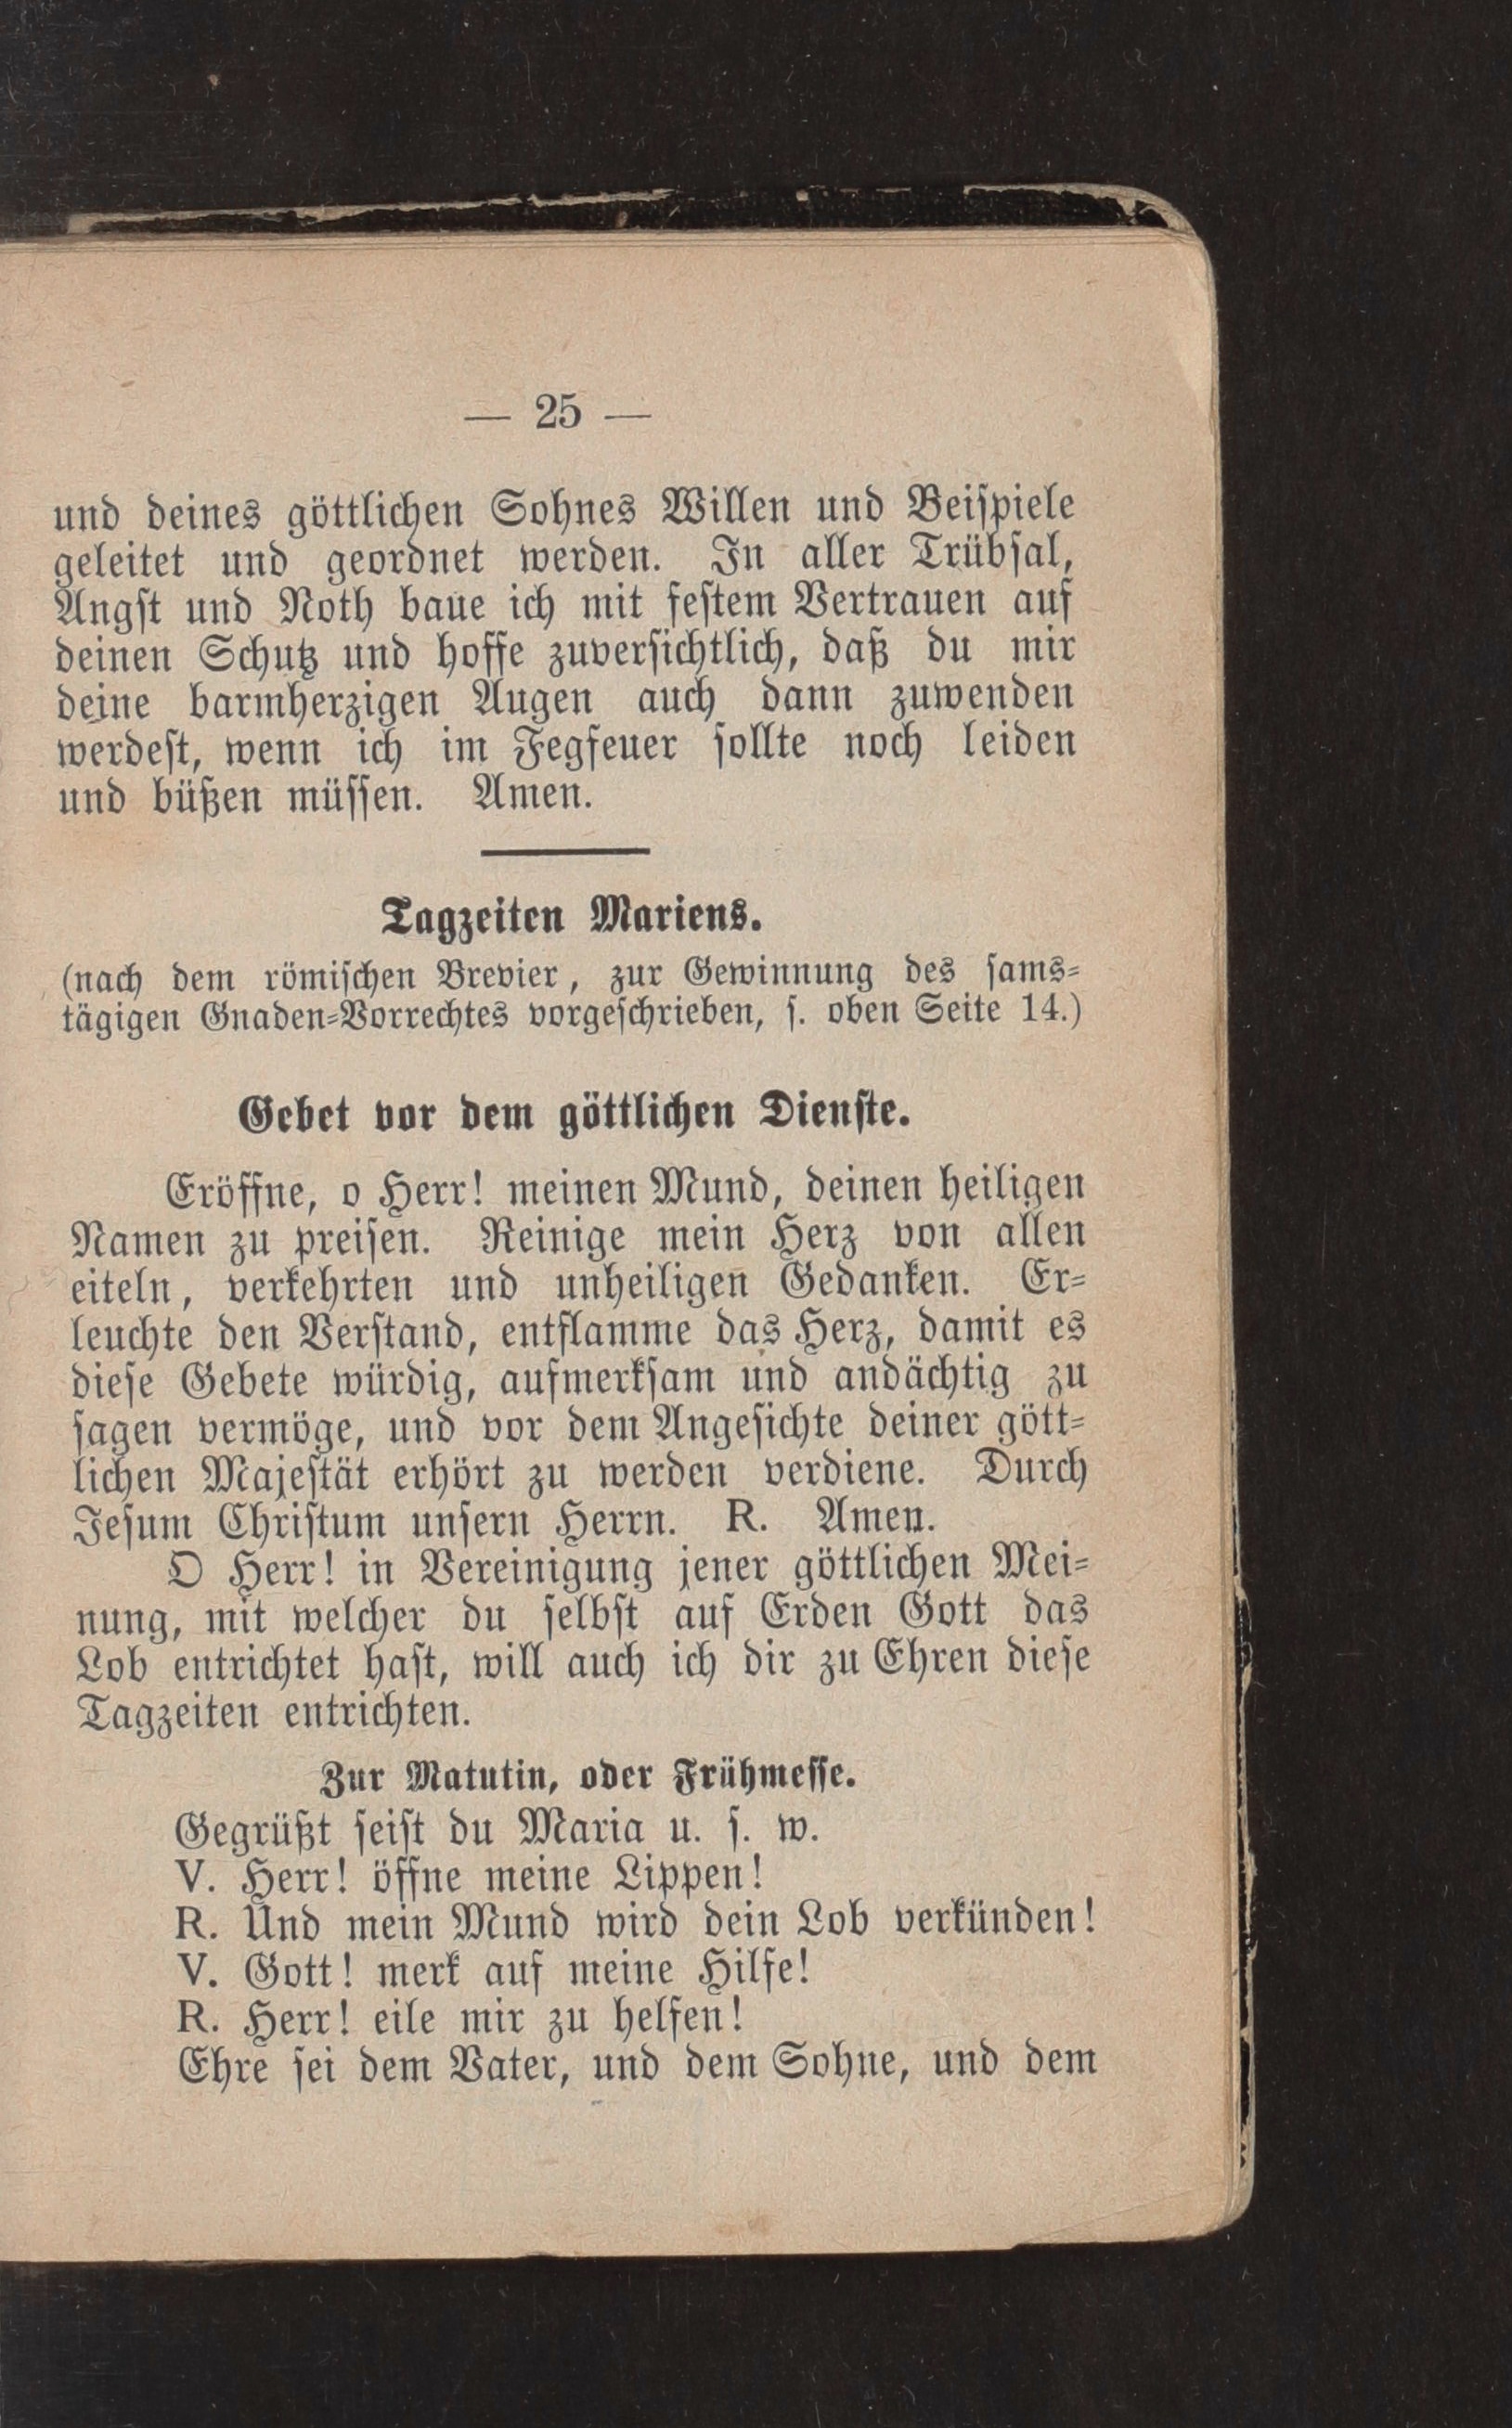 — 25 —
und deines göttlichen Sohnes Willen und Beiſpiele
geleitet und geordnet werden. In aller Trübſal,
Angſt und Noth baue ich mit feſtem Vertrauen auf
deinen Schutz und hoffe zuverſichtlich, daß du mir
deine barmherzigen Augen auch dann zuwenden
werdeſt, wenn ich im Fegfeuer ſollte noch leiden
und büßen müſſen. Amen.
Tagzeiten Mariens.
(nach dem römiſchen Brevier, zur Gewinnung des ſams-
tägigen Gnaden-Vorrechtes vorgeſchrieben, ſ. oben Seite 14.)
Gebet vor dem göttlichen Dienſte.
Eröffne, o Herr! meinen Mund, deinen heiligen
Namen zu preiſen. Reinige mein Herz von allen
eiteln, verkehrten und unheiligen Gedanken. Er-
leuchte den Verſtand, entflamme das Herz, damit es
dieſe Gebete würdig, aufmerkſam und andächtig zu
ſagen vermöge, und vor dem Angeſichte deiner gött-
lichen Majeſtät erhört zu werden verdiene. Durch
Jeſum Chriſtum unſern Herrn. R. Amen.
O Herr! in Vereinigung jener göttlichen Mei-
nung, mit welcher du ſelbſt auf Erden Gott das
Lob entrichtet haſt, will auch ich dir zu Ehren dieſe
Tagzeiten entrichten.
Zur Matutin, oder Frühmeſſe.
Gegrüßt ſeiſt du Maria u. ſ. w.
V. Herr! öffne meine Lippen!
R. Und mein Mund wird dein Lob verkünden!
V. Gott! merk auf meine Hilfe!
R. Herr! eile mir zu helfen!
Ehre ſei dem Vater, und dem Sohne, und dem